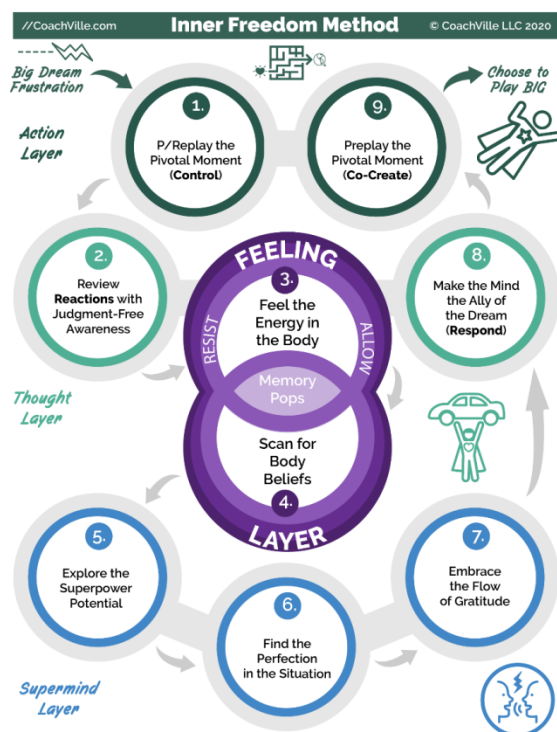 //CoachVille.com
Inner Freedom Method
© CoachVille LLC 2020
Big Dream
Frustration
Choose to
Play BIG
Action
Layer
1.
P/Replay the
Pivotal Moment
(Control)
9.
Preplay the
Pivotal Moment
(Co-Create)
2.
Review
Reactions with
Judgment-Free
Awareness
FEELING
3.
Feel the
Energy in
the Body
RESIST
ALLOW
8.
Make the Mind
the Ally of
the Dream
(Respond)
Memory
Pops
Thought
Layer
Scan for
Body
Beliefs
4.
LAYER
5.
Explore the
Superpower
Potential
6.
Find the
Perfection
in the Situation
7.
Embrace
the Flow
of Gratitude
Supermind
Layer